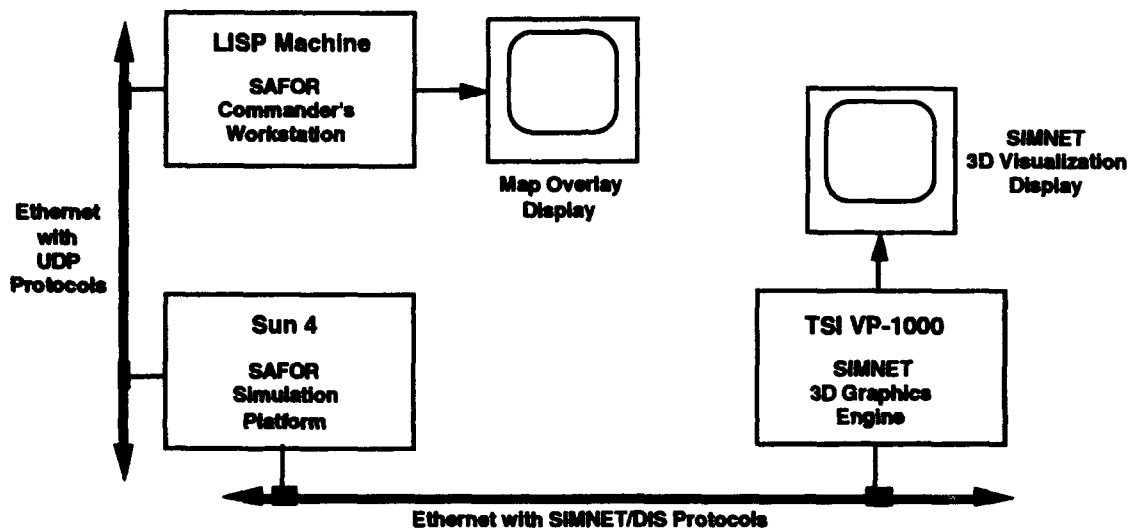 LISP Machine
SAFOR
Commander's
Workstation
Map Overlay
Display
SIMNET
3D Visualization
Display
Ethernet
with
UDP
Protocols
Sun 4
SAFOR
Simulation
Platform
TSI VP-1000
SIMNET
3D Graphics
Engine
Ethernet with SIMNET/DIS Protocols